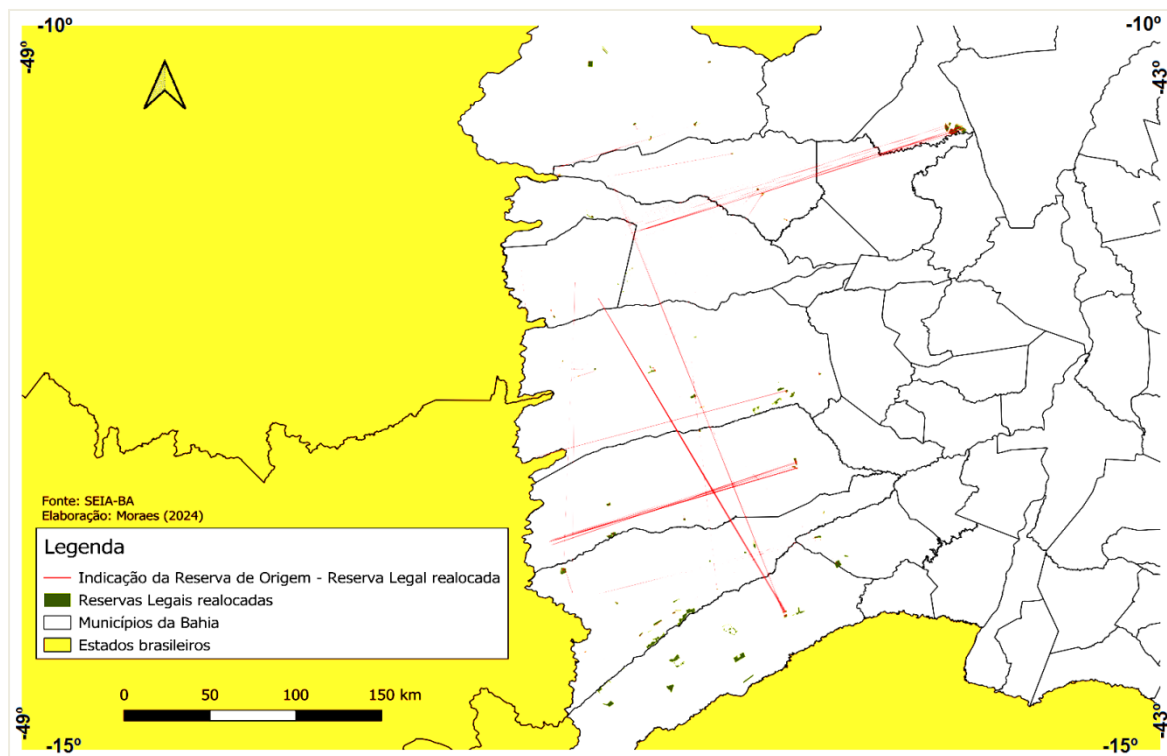 -10º
-10º
-49º
-43º
Fonte: SEIA-BA
Elaboração: Moraes (2024)
Legenda
Indicação da Reserva de Origem - Reserva Legal realocada
Reservas Legais realocadas
Municípios da Bahia
Estados brasileiros
0 50 100 150 km
-49º
-43º
-15º
-15º